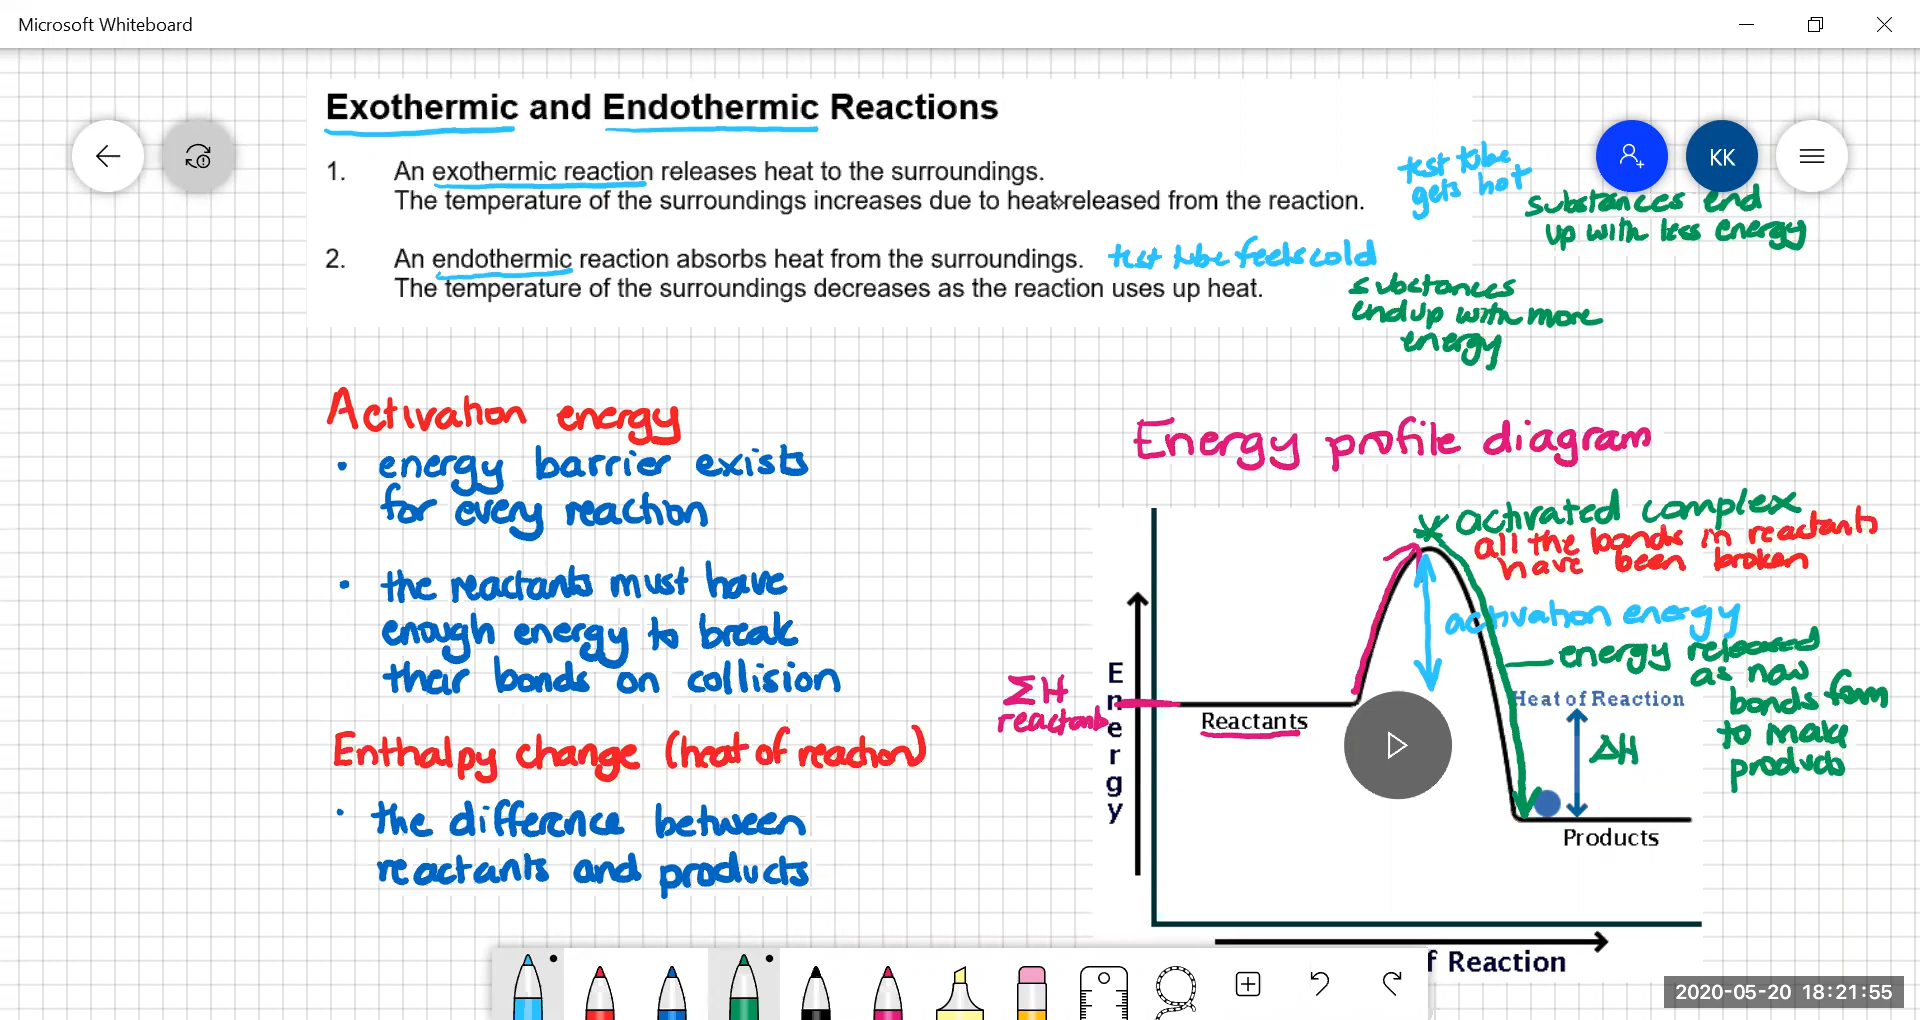 Microsoft Whiteboard
Exothermic and Endothermic Reactions
1. An exothermic reaction releases heat to the surroundings.
The temperature of the surroundings increases due to heat released from the reaction.
test tube
gets hot
KK
substances end
up with less energy
2. An endothermic reaction absorbs heat from the surroundings.
test tube feels cold
The temperature of the surroundings decreases as the reaction uses up heat.
substances
end up with more
energy
Activation energy
• energy barrier exists
for every reaction
• the reactants must have
enough energy to break
their bonds on collision
Enthalpy change (heat of reaction)
• the difference between
reactants and products
Energy profile diagram
activated complex
all the bonds in reactants
have been broken
activation energy
energy released
as now
bonds form
to make
products
Heat of Reaction
ΔH
ΣH
reactants
Energy
Reactants
Products
f Reaction
2020-05-20 18:21:55